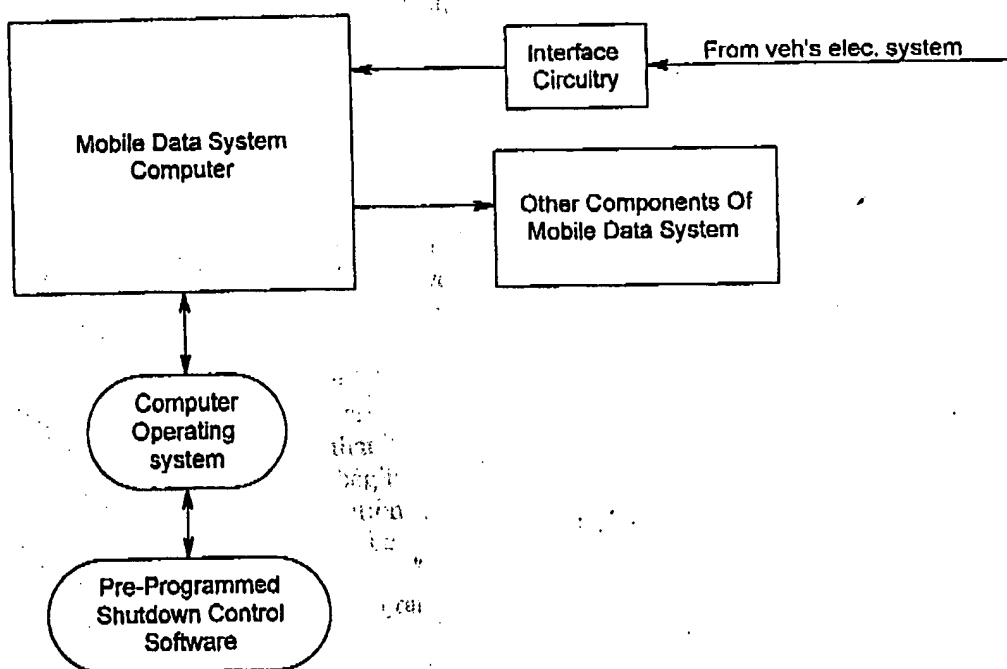 From veh's elec. system
Interface
Circuitry
Mobile Data System
Computer
Other Components Of
Mobile Data System
Computer
Operating
system
Pre-Programmed
Shutdown Control
Software